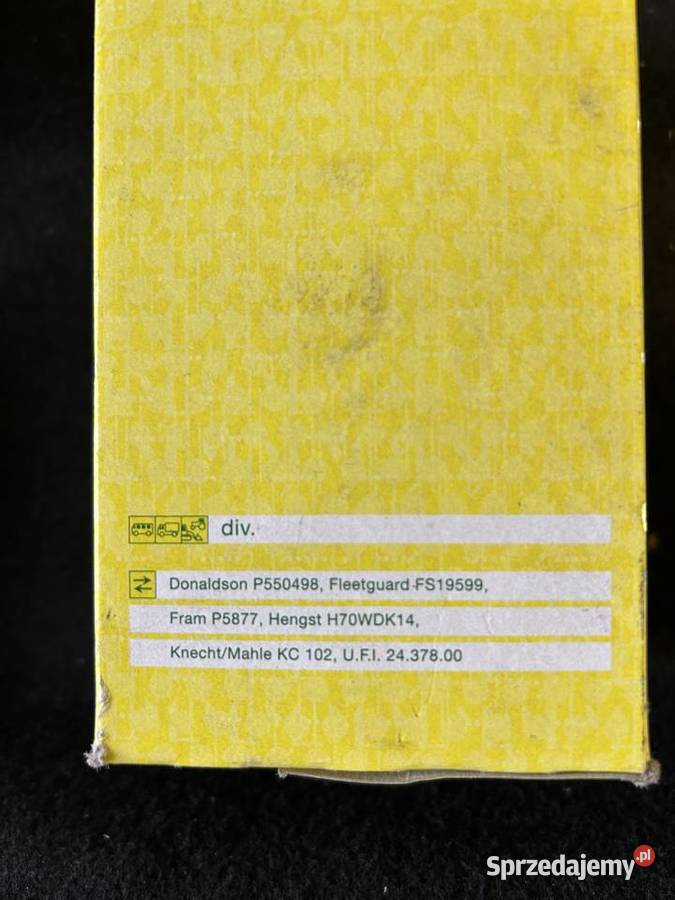 div.
Donaldson P550498, Fleetguard FS19599,
Fram P5877, Hengst H70WDK14,
Knecht/Mahle KC 102, U.F.I. 24.378.00
Sprzedajemy.pl